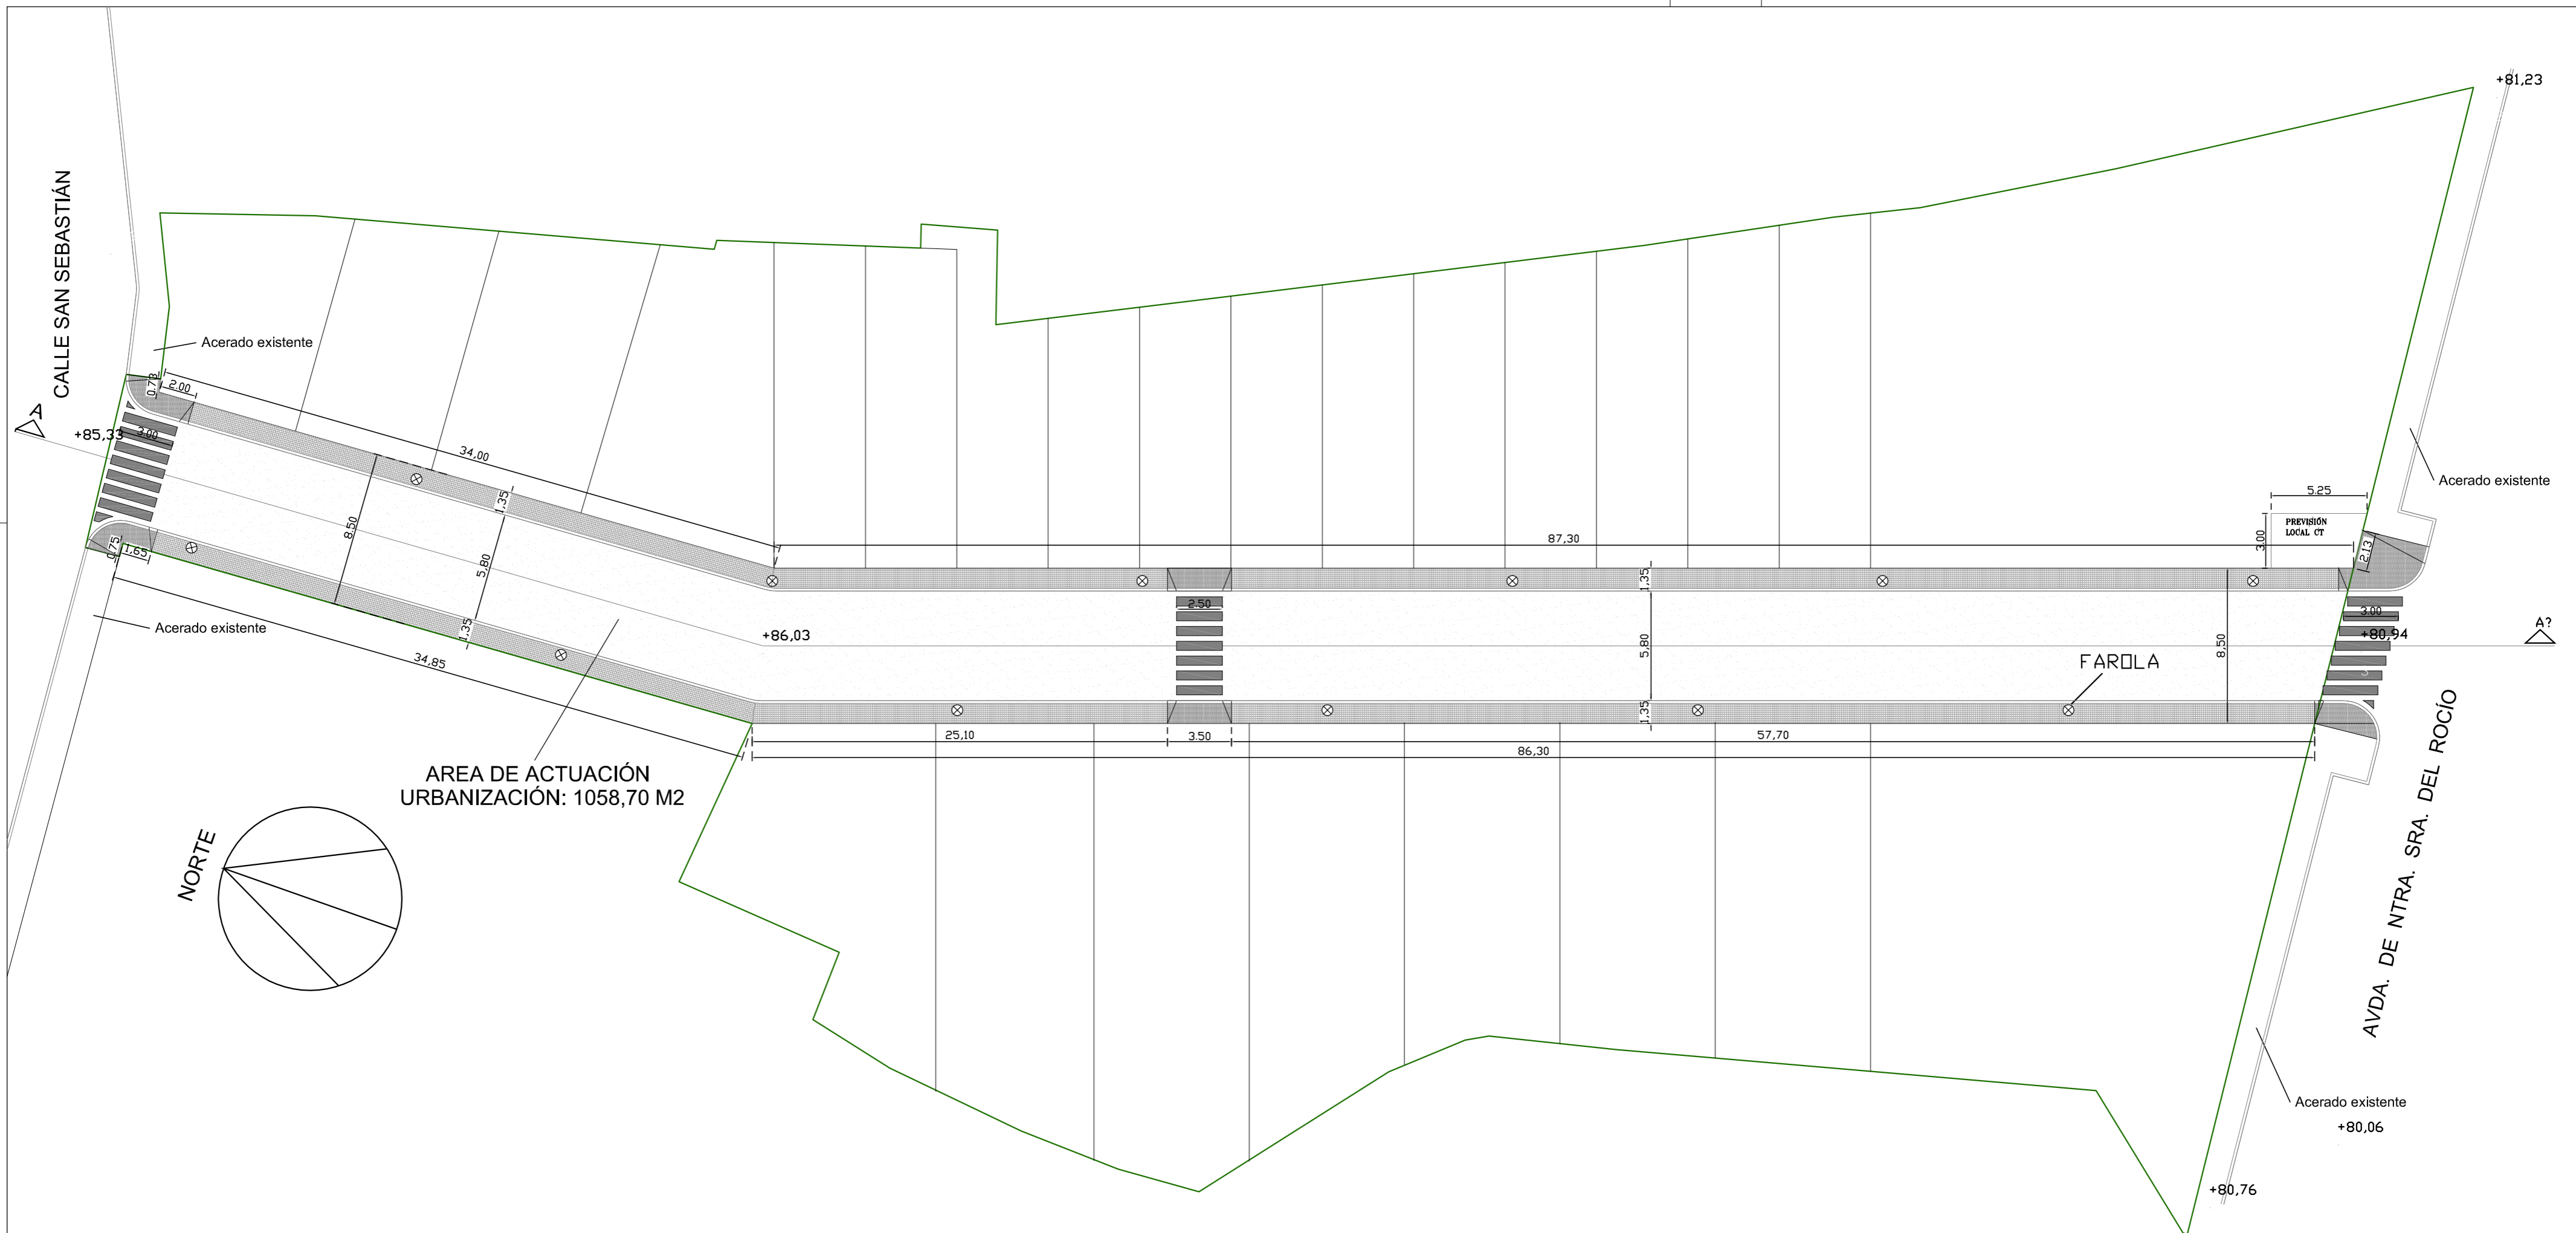 +81,23
CALLE SAN SEBASTIÁN
Acerado existente
0.73
2.00
A
+85,33
3.00
34,00
8.50
1,35
5,80
1,35
0.75
1,65
Acerado existente
34,85
Acerado existente
5.25
PREVISIÓN
LOCAL CT
3.00
2.13
87,30
1,35
2.50
3.00
+86,03
5,80
8,50
+80,94
A?
FAROLA
1,35
25,10
3.50
57,70
86,30
AREA DE ACTUACIÓN
URBANIZACIÓN: 1058,70 M2
NORTE
AVDA. DE NTRA. SRA. DEL ROCÍO
Acerado existente
+80,06
+80,76